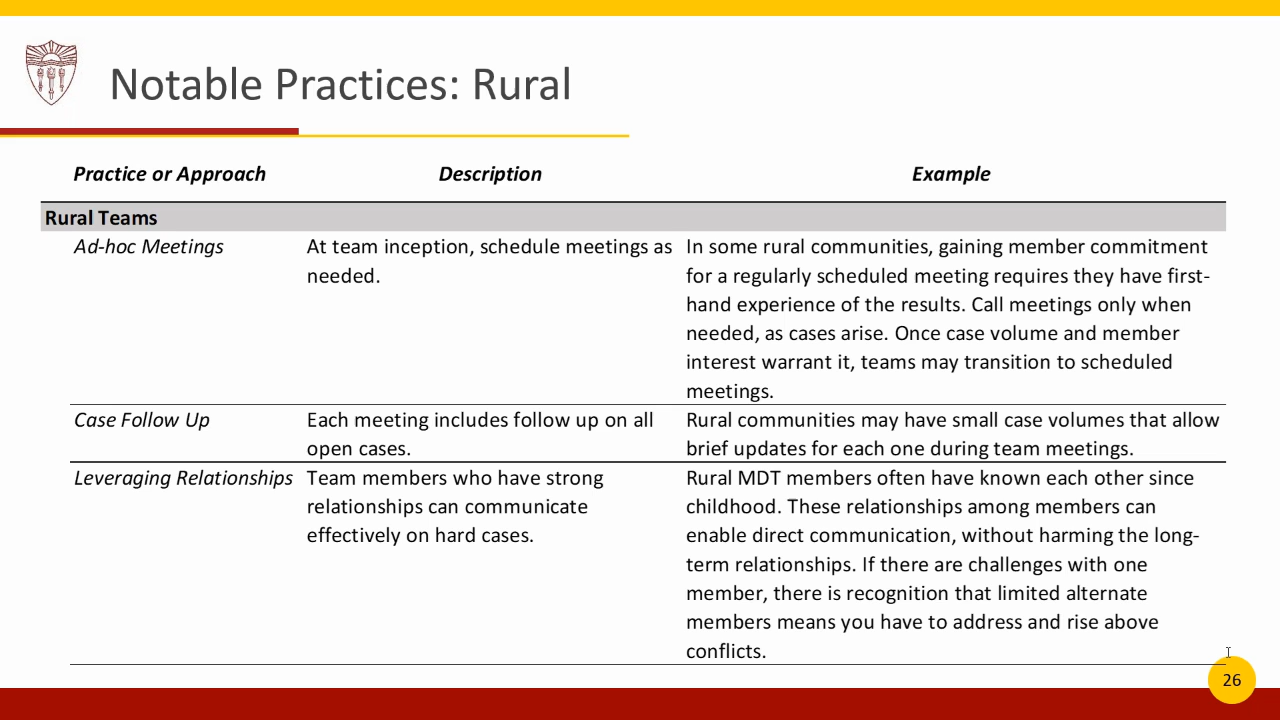 Notable Practices: Rural
Practice or Approach Description Example
Rural Teams
Ad-hoc Meetings
At team inception, schedule meetings as
needed.
In some rural communities, gaining member commitment
for a regularly scheduled meeting requires they have first-
hand experience of the results. Call meetings only when
needed, as cases arise. Once case volume and member
interest warrant it, teams may transition to scheduled
meetings.
Case Follow Up
Each meeting includes follow up on all
open cases.
Rural communities may have small case volumes that allow
brief updates for each one during team meetings.
Leveraging Relationships
Team members who have strong
relationships can communicate
effectively on hard cases.
Rural MDT members often have known each other since
childhood. These relationships among members can
enable direct communication, without harming the long-
term relationships. If there are challenges with one
member, there is recognition that limited alternate
members means you have to address and rise above
conflicts.
26